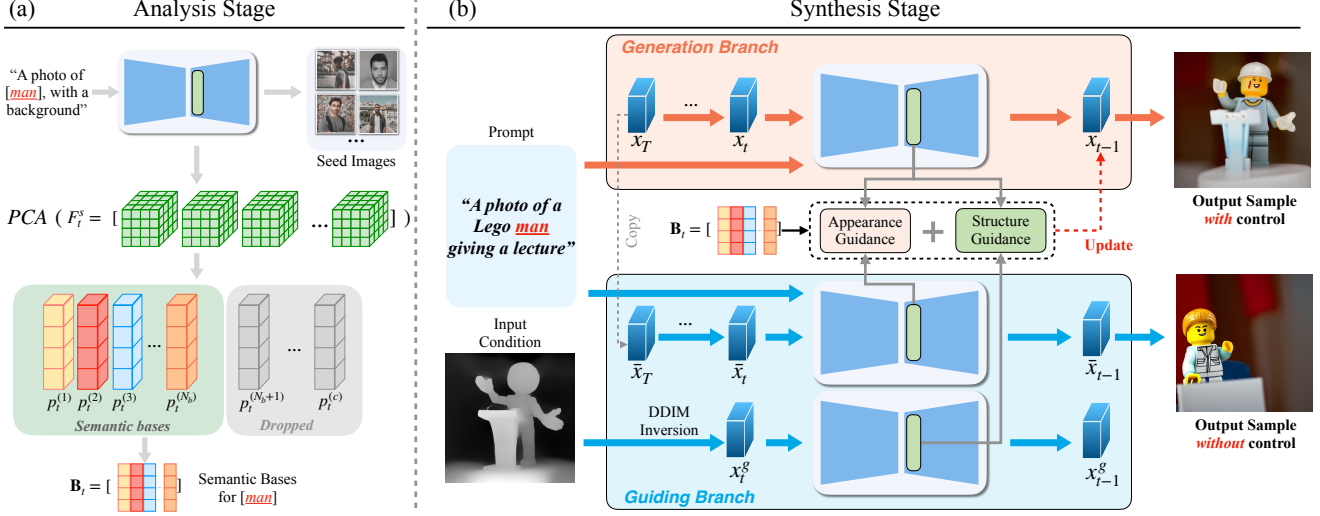 (a) Analysis Stage
“A photo of
[man], with a
background”
...
Seed Images
PCA ( F_t^s = [ ... ] )
...
p_t^{(1)} p_t^{(2)} p_t^{(3)} p_t^{(N_b)} p_t^{(N_b+1)} ... p_t^{(c)}
Semantic bases
Dropped
B_t = [ ]
Semantic Bases
for [man]
(b) Synthesis Stage
Generation Branch
...
x_T x_t x_{t−1}
Prompt
“A photo of a
Lego man
giving a lecture”
Copy
B_t = [ ]
Appearance
Guidance
+
Structure
Guidance
Update
Output Sample
with control
Input
Condition
...
x̄_T x̄_t x̄_{t−1}
DDIM
Inversion
x_t^g x_{t−1}^g
Guiding Branch
Output Sample
without control